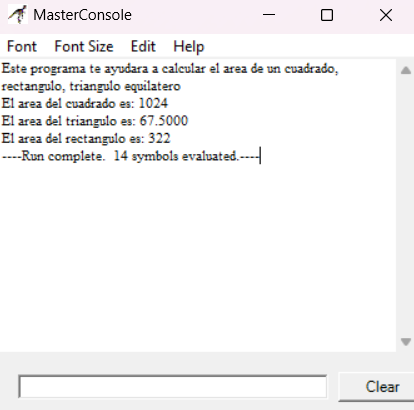 MasterConsole
Font Font Size Edit Help
Este programa te ayudara a calcular el area de un cuadrado,
rectangulo, triangulo equilatero
El area del cuadrado es: 1024
El area del triangulo es: 67.5000
El area del rectangulo es: 322
----Run complete. 14 symbols evaluated.----
Clear